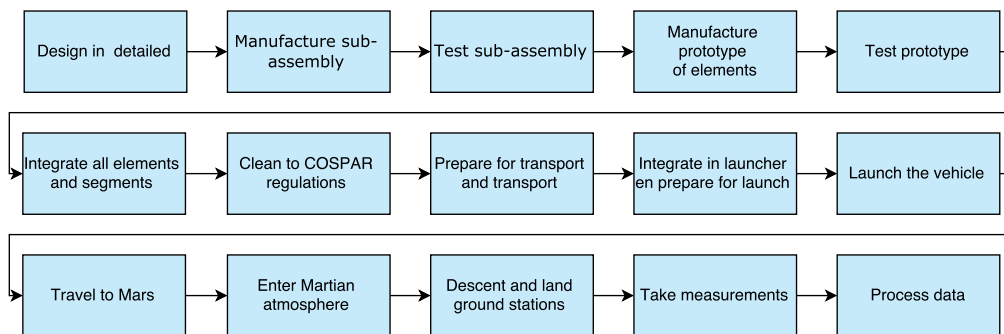 Design in  detailed
Manufacture sub-
assembly
Test sub-assembly
Manufacture
prototype
of elements
Test prototype
Integrate all elements
and segments
Clean to COSPAR
regulations
Prepare for transport
and transport
Integrate in launcher
en prepare for launch
Launch the vehicle
Travel to Mars
Enter Martian
atmosphere
Descent and land
ground stations
Take measurements
Process data